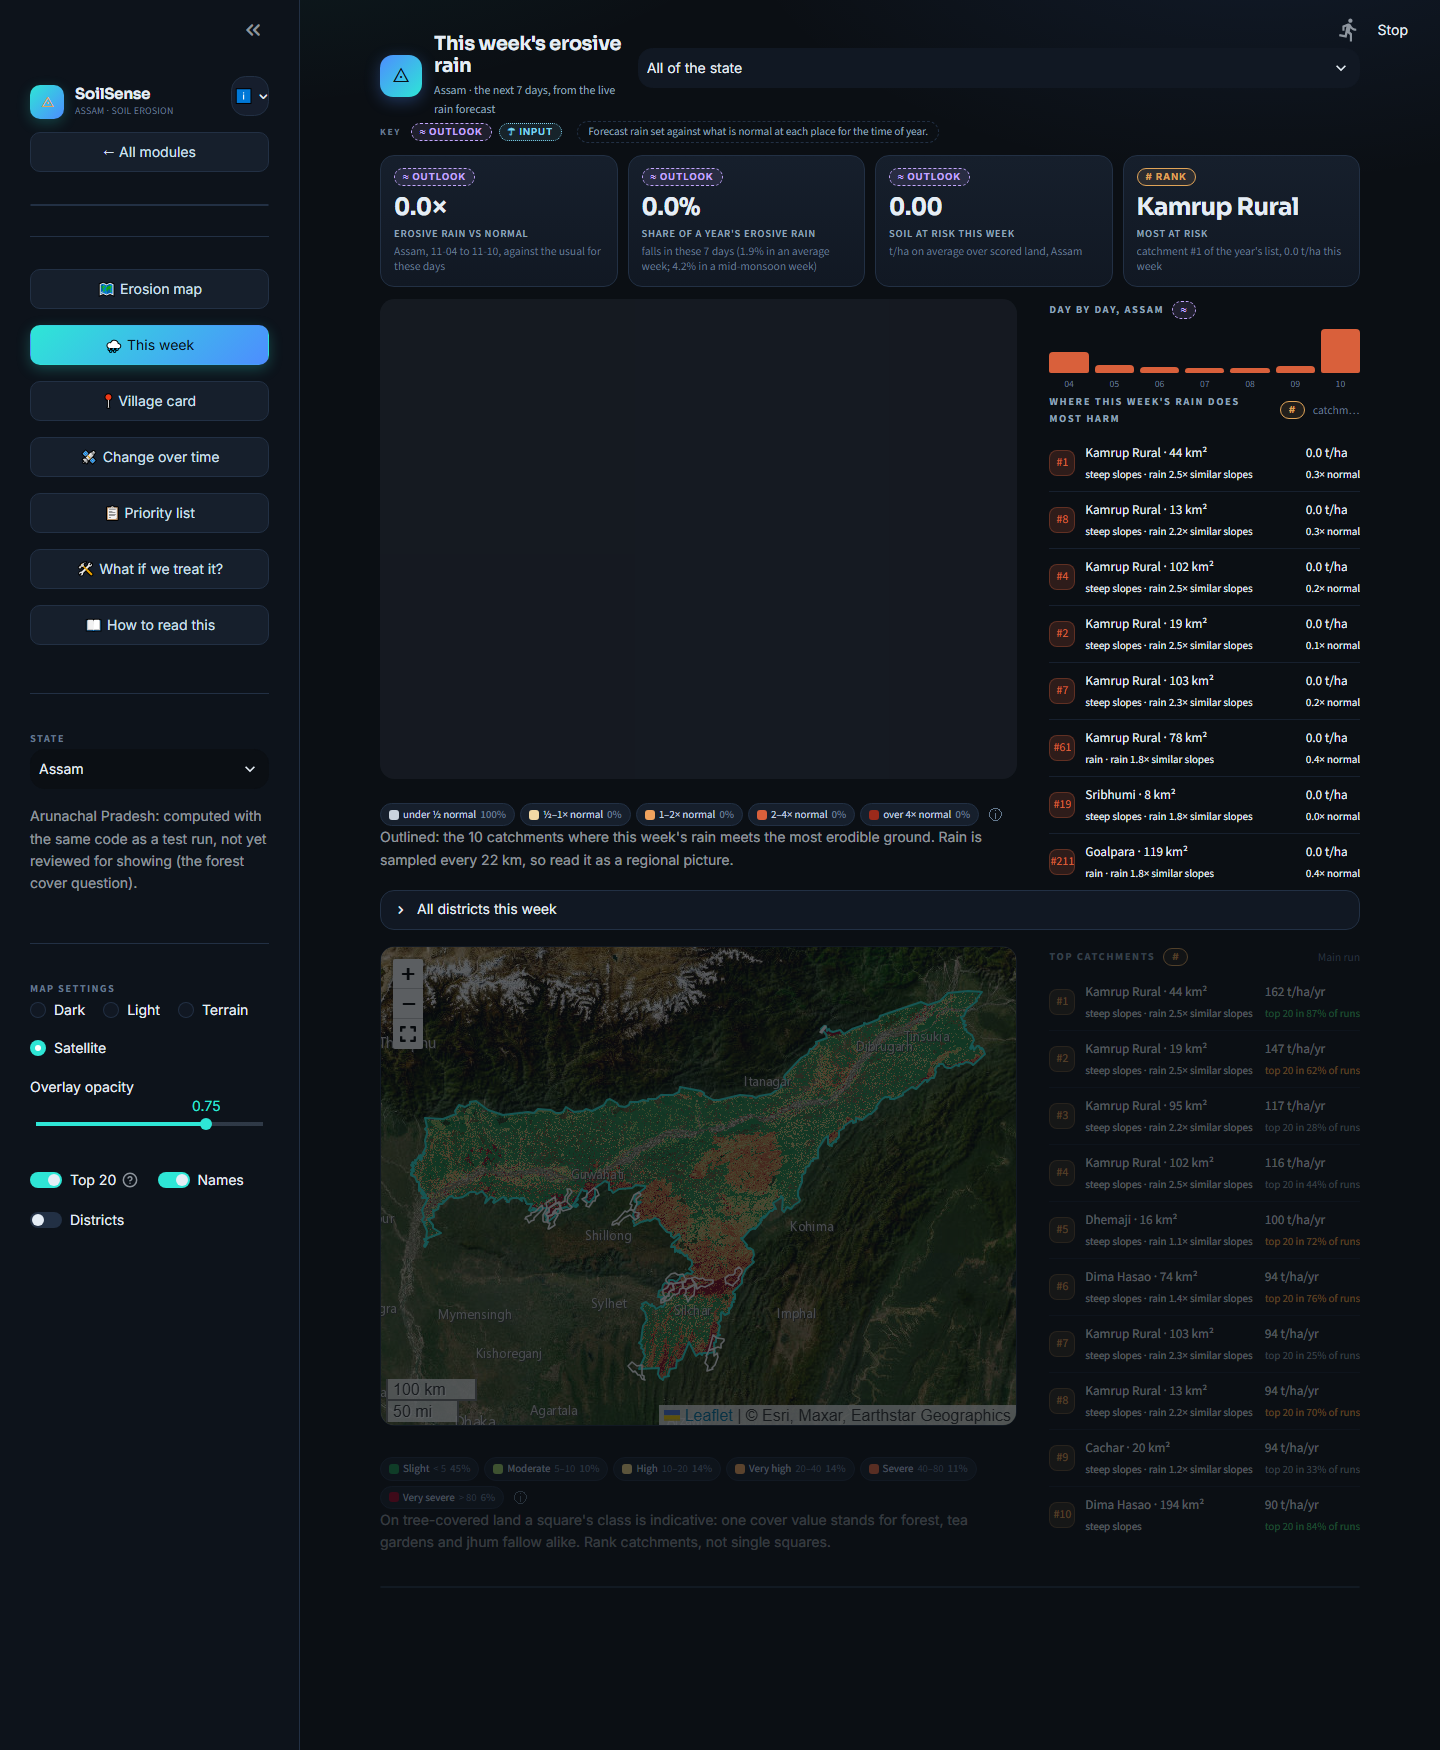 Stop
SoilSense
ASSAM · SOIL EROSION
← All modules
Erosion map
This week
Village card
Change over time
Priority list
What if we treat it?
How to read this
STATE
Assam
Arunachal Pradesh: computed with
the same code as a test run, not yet
reviewed for showing (the forest
cover question).
MAP SETTINGS
Dark
Light
Terrain
Satellite
Overlay opacity
0.75
Top 20
Names
Districts
This week's erosive
rain
Assam · the next 7 days, from the live
rain forecast
All of the state
KEY ≈ OUTLOOK ☂ INPUT Forecast rain set against what is normal at each place for the time of year.
≈ OUTLOOK
0.0×
EROSIVE RAIN VS NORMAL
Assam, 11-04 to 11-10, against the usual for
these days
≈ OUTLOOK
0.0%
SHARE OF A YEAR'S EROSIVE RAIN
falls in these 7 days (1.9% in an average
week; 4.2% in a mid-monsoon week)
≈ OUTLOOK
0.00
SOIL AT RISK THIS WEEK
t/ha on average over scored land, Assam
# RANK
Kamrup Rural
MOST AT RISK
catchment #1 of the year's list, 0.0 t/ha this
week
DAY BY DAY, ASSAM ≈
04 05 06 07 08 09 10
WHERE THIS WEEK'S RAIN DOES
MOST HARM
# catchm...
#1 Kamrup Rural · 44 km² 0.0 t/ha
steep slopes · rain 2.5× similar slopes 0.3× normal
#8 Kamrup Rural · 13 km² 0.0 t/ha
steep slopes · rain 2.2× similar slopes 0.3× normal
#4 Kamrup Rural · 102 km² 0.0 t/ha
steep slopes · rain 2.5× similar slopes 0.2× normal
#2 Kamrup Rural · 19 km² 0.0 t/ha
steep slopes · rain 2.5× similar slopes 0.1× normal
#7 Kamrup Rural · 103 km² 0.0 t/ha
steep slopes · rain 2.3× similar slopes 0.2× normal
#61 Kamrup Rural · 78 km² 0.0 t/ha
rain · rain 1.8× similar slopes 0.4× normal
#19 Sribhumi · 8 km² 0.0 t/ha
steep slopes · rain 1.8× similar slopes 0.0× normal
#211 Goalpara · 119 km² 0.0 t/ha
rain · rain 1.8× similar slopes 0.4× normal
under ½ normal 100% ½–1× normal 0% 1–2× normal 0% 2–4× normal 0% over 4× normal 0%
Outlined: the 10 catchments where this week's rain meets the most erodible ground. Rain is
sampled every 22 km, so read it as a regional picture.
All districts this week
+
−
Tinsukia
Dibrugarh
Itanagar
Guwahati
Shillong
Kohima
Sylhet
Silchar
Imphal
Mymensingh
Kishoreganj
Agartala
Dhaka
100 km
50 mi
Leaflet | © Esri, Maxar, Earthstar Geographics
TOP CATCHMENTS # Main run
#1 Kamrup Rural · 44 km² 162 t/ha/yr
steep slopes · rain 2.5× similar slopes top 20 in 87% of runs
#2 Kamrup Rural · 19 km² 147 t/ha/yr
steep slopes · rain 2.5× similar slopes top 20 in 62% of runs
#3 Kamrup Rural · 95 km² 117 t/ha/yr
steep slopes · rain 2.2× similar slopes top 20 in 28% of runs
#4 Kamrup Rural · 102 km² 116 t/ha/yr
steep slopes · rain 2.5× similar slopes top 20 in 44% of runs
#5 Dhemaji · 16 km² 100 t/ha/yr
steep slopes · rain 1.1× similar slopes top 20 in 72% of runs
#6 Dima Hasao · 74 km² 94 t/ha/yr
steep slopes · rain 1.4× similar slopes top 20 in 76% of runs
#7 Kamrup Rural · 103 km² 94 t/ha/yr
steep slopes · rain 2.3× similar slopes top 20 in 25% of runs
#8 Kamrup Rural · 13 km² 94 t/ha/yr
steep slopes · rain 2.2× similar slopes top 20 in 70% of runs
#9 Cachar · 20 km² 94 t/ha/yr
steep slopes · rain 1.2× similar slopes top 20 in 33% of runs
#10 Dima Hasao · 194 km² 90 t/ha/yr
steep slopes top 20 in 84% of runs
Slight < 5 45% Moderate 5–10 10% High 10–20 14% Very high 20–40 14% Severe 40–80 11%
Very severe > 80 6%
On tree-covered land a square's class is indicative: one cover value stands for forest, tea
gardens and jhum fallow alike. Rank catchments, not single squares.